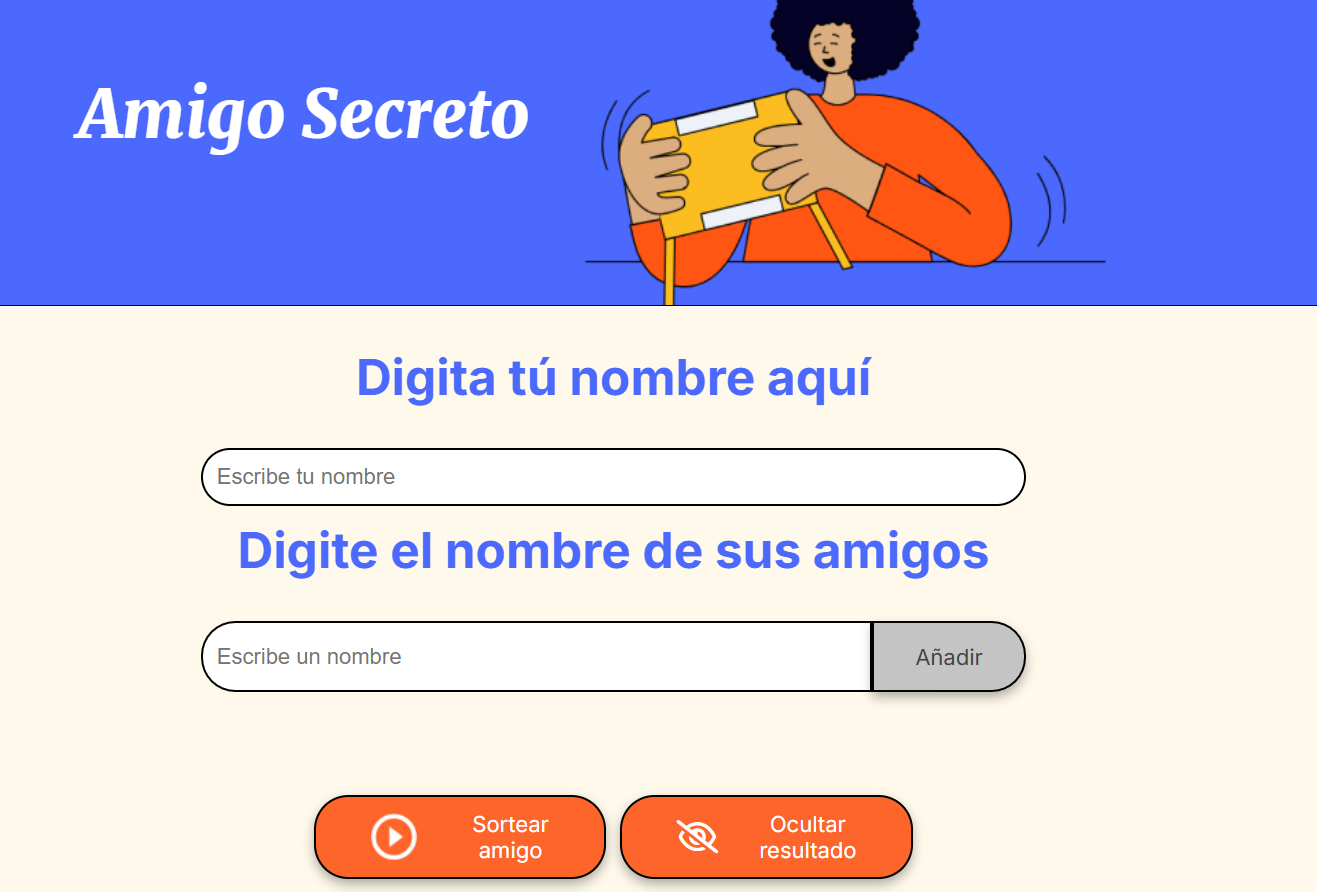 Amigo Secreto
Digita tú nombre aquí
Escribe tu nombre
Digite el nombre de sus amigos
Escribe un nombre
Añadir
Sortear
amigo
Ocultar
resultado